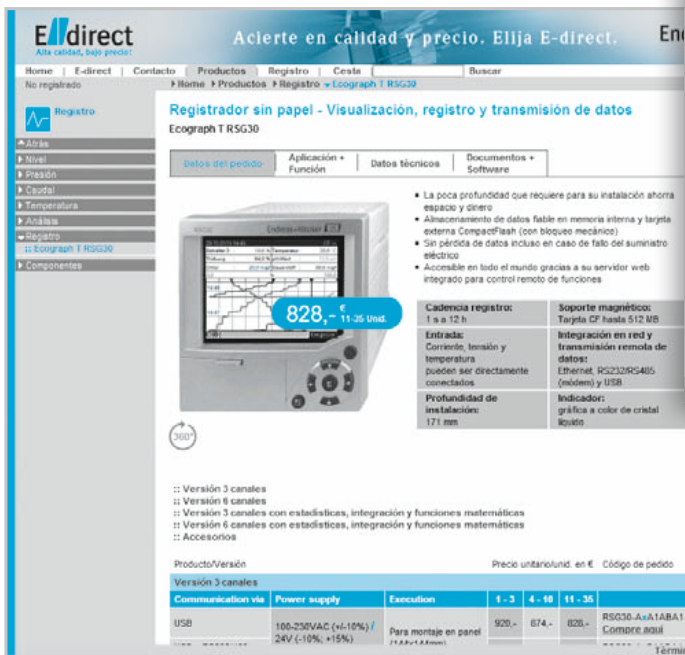 E direct
Alta calidad, bajo precio!
Acierte en calidad y precio. Elija E-direct.
Home | E-direct | Contacto | Productos | Registro | Cesta | Buscar
No registrado
Home Productos Registro Ecograph T RSG30
Registro
Atrás
Nivel
Presión
Caudal
Temperatura
Análisis
Registro
:: Ecograph T RSG30
Componentes
Registrador sin papel - Visualización, registro y transmisión de datos
Ecograph T RSG30
Datos del pedido | Aplicación + Función | Datos técnicos | Documentos + Software
• La poca profundidad que requiere para su instalación ahorra
espacio y dinero
• Almacenamiento de datos fiable en memoria interna y tarjeta
externa CompactFlash (con bloqueo mecánico)
• Sin pérdida de datos incluso en caso de fallo del suministro
eléctrico
• Accesible en todo el mundo gracias a su servidor web
integrado para control remoto de funciones
Endress+Hauser
828,- €
11-35 Unid.
Cadencia registro:
1 s a 12 h
Soporte magnético:
Tarjeta CF hasta 512 MB
Entrada:
Corriente, tensión y
temperatura
pueden ser directamente
conectados
Integración en red y
transmisión remota de
datos:
Ethernet, RS232/RS485
(módem) y USB
Profundidad de
instalación:
171 mm
Indicador:
gráfica a color de cristal
líquido
360°
:: Versión 3 canales
:: Versión 6 canales
:: Versión 3 canales con estadísticas, integración y funciones matemáticas
:: Versión 6 canales con estadísticas, integración y funciones matemáticas
:: Accesorios
Producto/Versión Precio unitario/unid. en € Código de pedido
Versión 3 canales
Communication via Power supply Execution 1 - 3 4 - 10 11 - 35
USB 100-230VAC (+/-10%) /
24V (-10%; +15%) Para montaje en panel
(144x144mm) 920,- 874,- 828,- RSG30-AxA1ABA1
Compre aquí